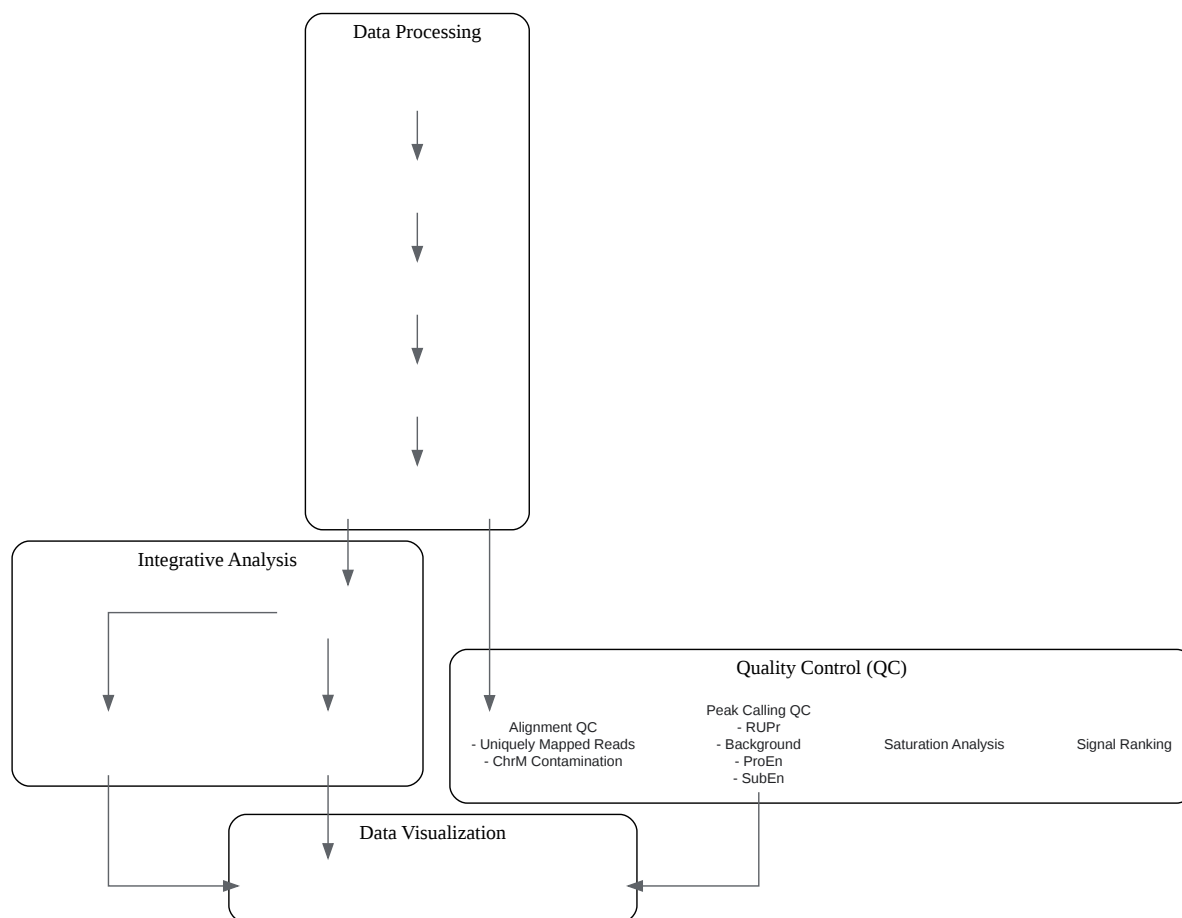 Data Processing
Integrative Analysis
Quality Control (QC)
Alignment QC
- Uniquely Mapped Reads
- ChrM Contamination
Peak Calling QC
- RUPr
- Background
- ProEn
- SubEn
Saturation Analysis
Signal Ranking
Data Visualization